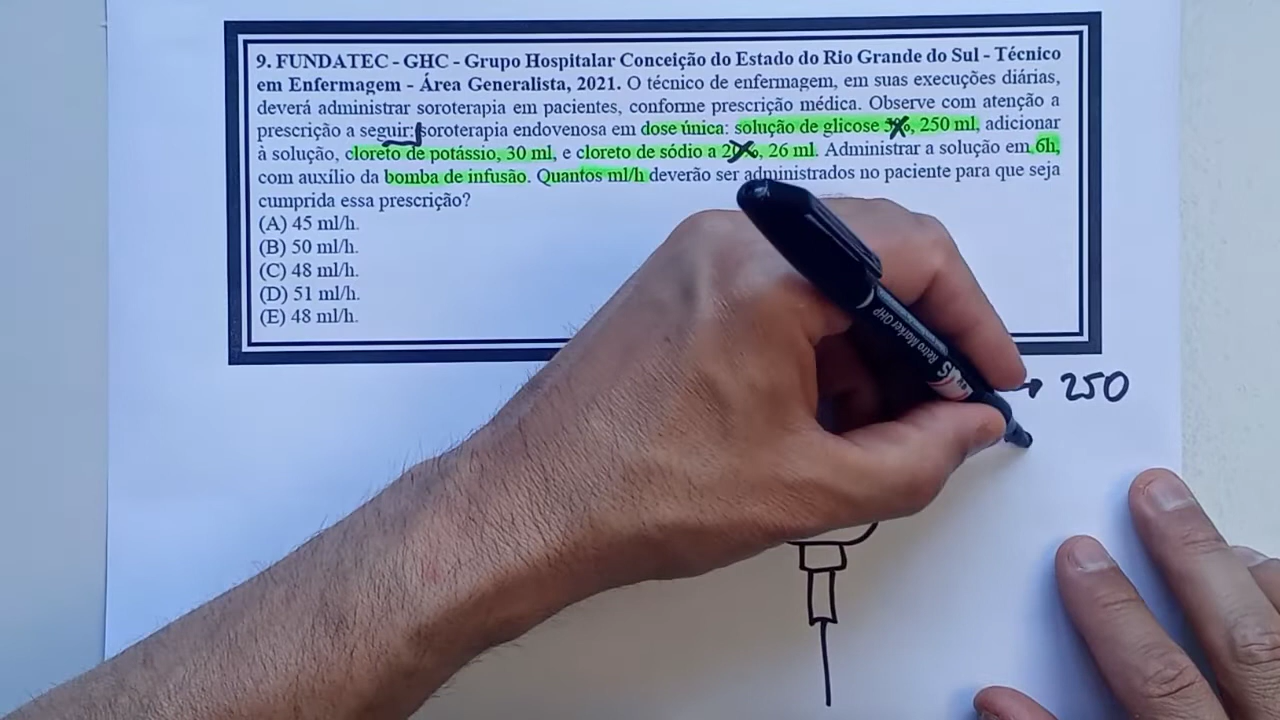 9. FUNDATEC - GHC - Grupo Hospitalar Conceição do Estado do Rio Grande do Sul - Técnico
em Enfermagem - Área Generalista, 2021. O técnico de enfermagem, em suas execuções diárias,
deverá administrar soroterapia em pacientes, conforme prescrição médica. Observe com atenção a
prescrição a seguir: soroterapia endovenosa em dose única: solução de glicose 250 ml, adicionar
à solução, cloreto de potássio, 30 ml, e cloreto de sódio a 20%, 26 ml. Administrar a solução em 6h,
com auxílio da bomba de infusão. Quantos ml/h deverão ser administrados no paciente para que seja
cumprida essa prescrição?
(A) 45 ml/h.
(B) 50 ml/h.
(C) 48 ml/h.
(D) 51 ml/h.
(E) 48 ml/h.
→ 250
Retro Marker OHP